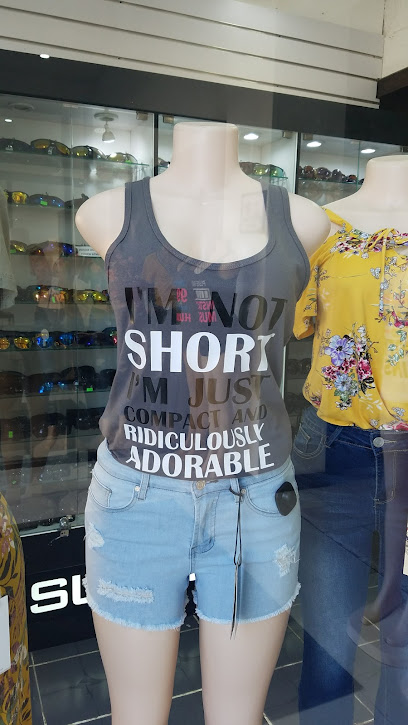 I'M NOT
SHORT
I'M JUST
COMPACT AND
RIDICULOUSLY
ADORABLE